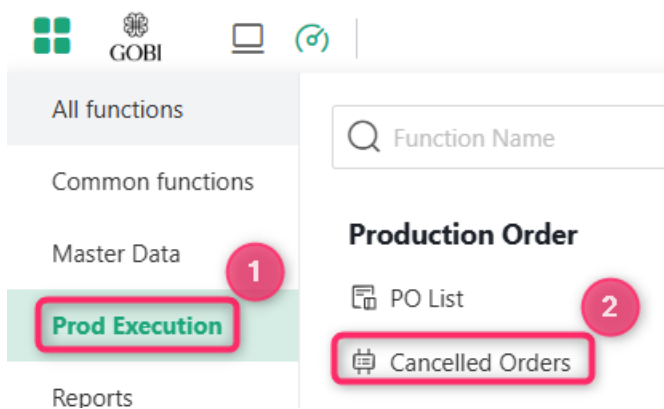 GOBI
All functions
Common functions
Master Data
1
Prod Execution
Reports
Function Name
Production Order
PO List
2
Cancelled Orders